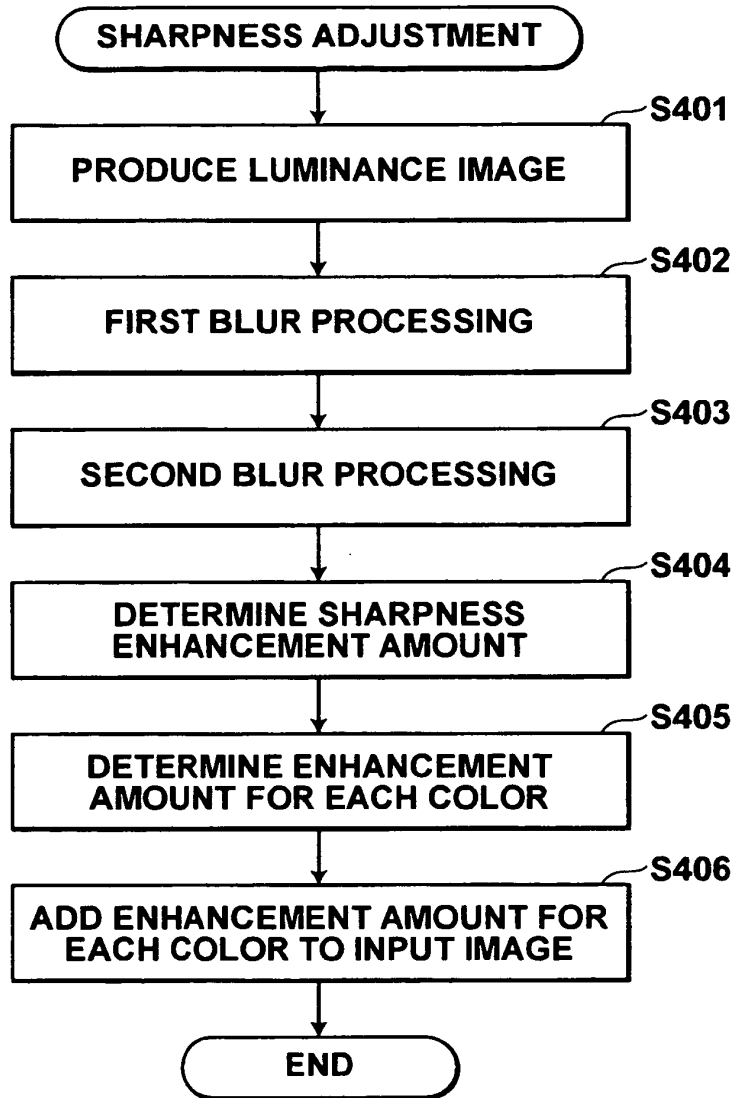 SHARPNESS ADJUSTMENT
S401
PRODUCE LUMINANCE IMAGE
S402
FIRST BLUR PROCESSING
S403
SECOND BLUR PROCESSING
S404
DETERMINE SHARPNESS
ENHANCEMENT AMOUNT
S405
DETERMINE ENHANCEMENT
AMOUNT FOR EACH COLOR
S406
ADD ENHANCEMENT AMOUNT FOR
EACH COLOR TO INPUT IMAGE
END